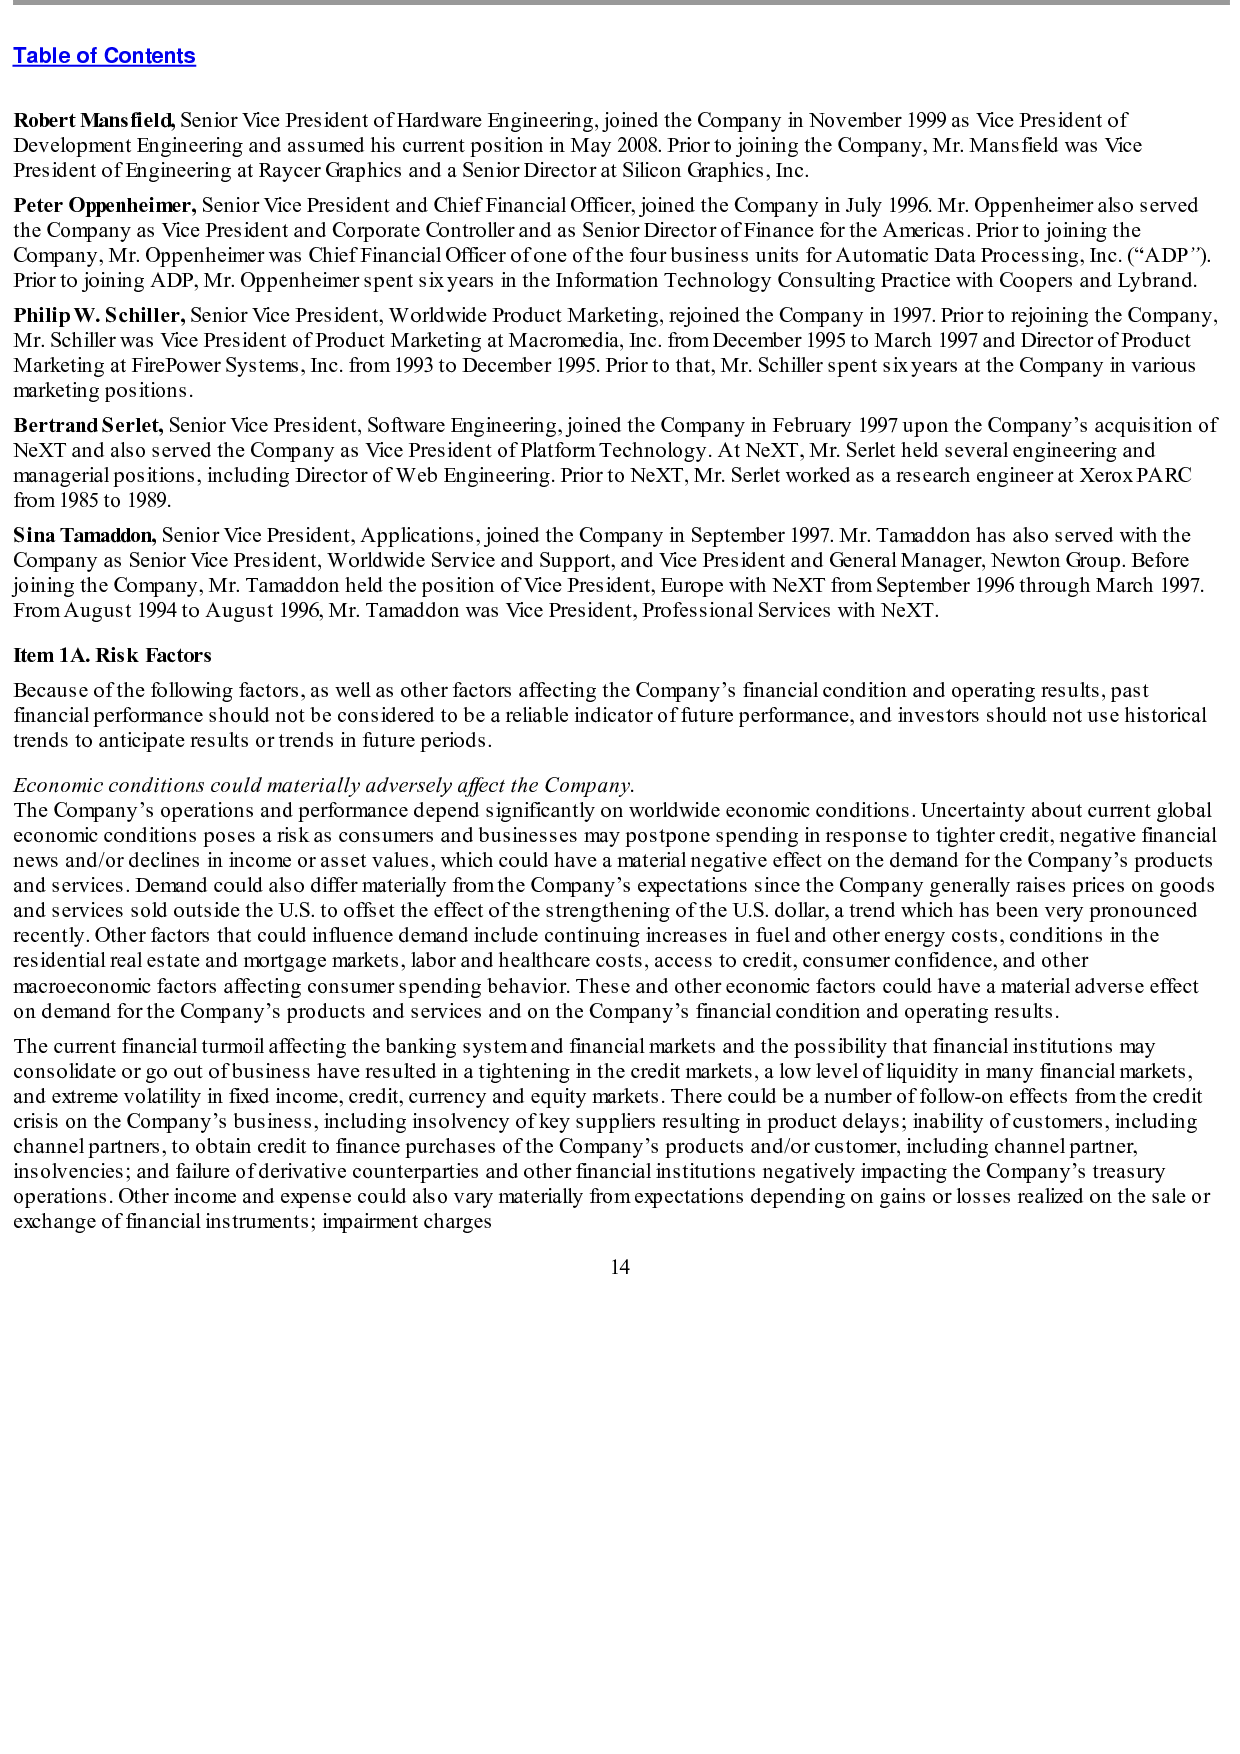 Table of Contents
Robert Mansfield, Senior Vice President of Hardware Engineering, joined the Company in November 1999 as Vice President of
Development Engineering and assumed his current position in May 2008. Prior to joining the Company, Mr. Mansfield was Vice
President of Engineering at Raycer Graphics and a Senior Director at Silicon Graphics, Inc.
Peter Oppenheimer, Senior Vice President and Chief Financial Officer, joined the Company in July 1996. Mr. Oppenheimer also served
the Company as Vice President and Corporate Controller and as Senior Director of Finance for the Americas. Prior to joining the
Company, Mr. Oppenheimer was Chief Financial Officer of one of the four business units for Automatic Data Processing, Inc. (“ADP”).
Prior to joining ADP, Mr. Oppenheimer spent six years in the Information Technology Consulting Practice with Coopers and Lybrand.
Philip W. Schiller, Senior Vice President, Worldwide Product Marketing, rejoined the Company in 1997. Prior to rejoining the Company,
Mr. Schiller was Vice President of Product Marketing at Macromedia, Inc. from December 1995 to March 1997 and Director of Product
Marketing at FirePower Systems, Inc. from 1993 to December 1995. Prior to that, Mr. Schiller spent six years at the Company in various
marketing positions.
Bertrand Serlet, Senior Vice President, Software Engineering, joined the Company in February 1997 upon the Company’s acquisition of
NeXT and also served the Company as Vice President of Platform Technology. At NeXT, Mr. Serlet held several engineering and
managerial positions, including Director of Web Engineering. Prior to NeXT, Mr. Serlet worked as a research engineer at Xerox PARC
from 1985 to 1989.
Sina Tamaddon, Senior Vice President, Applications, joined the Company in September 1997. Mr. Tamaddon has also served with the
Company as Senior Vice President, Worldwide Service and Support, and Vice President and General Manager, Newton Group. Before
joining the Company, Mr. Tamaddon held the position of Vice President, Europe with NeXT from September 1996 through March 1997.
From August 1994 to August 1996, Mr. Tamaddon was Vice President, Professional Services with NeXT.
Item 1A. Risk Factors
Because of the following factors, as well as other factors affecting the Company’s financial condition and operating results, past
financial performance should not be considered to be a reliable indicator of future performance, and investors should not use historical
trends to anticipate results or trends in future periods.
Economic conditions could materially adversely affect the Company.
The Company’s operations and performance depend significantly on worldwide economic conditions. Uncertainty about current global
economic conditions poses a risk as consumers and businesses may postpone spending in response to tighter credit, negative financial
news and/or declines in income or asset values, which could have a material negative effect on the demand for the Company’s products
and services. Demand could also differ materially from the Company’s expectations since the Company generally raises prices on goods
and services sold outside the U.S. to offset the effect of the strengthening of the U.S. dollar, a trend which has been very pronounced
recently. Other factors that could influence demand include continuing increases in fuel and other energy costs, conditions in the
residential real estate and mortgage markets, labor and healthcare costs, access to credit, consumer confidence, and other
macroeconomic factors affecting consumer spending behavior. These and other economic factors could have a material adverse effect
on demand for the Company’s products and services and on the Company’s financial condition and operating results.
The current financial turmoil affecting the banking system and financial markets and the possibility that financial institutions may
consolidate or go out of business have resulted in a tightening in the credit markets, a low level of liquidity in many financial markets,
and extreme volatility in fixed income, credit, currency and equity markets. There could be a number of follow-on effects from the credit
crisis on the Company’s business, including insolvency of key suppliers resulting in product delays; inability of customers, including
channel partners, to obtain credit to finance purchases of the Company’s products and/or customer, including channel partner,
insolvencies; and failure of derivative counterparties and other financial institutions negatively impacting the Company’s treasury
operations. Other income and expense could also vary materially from expectations depending on gains or losses realized on the sale or
exchange of financial instruments; impairment charges
14